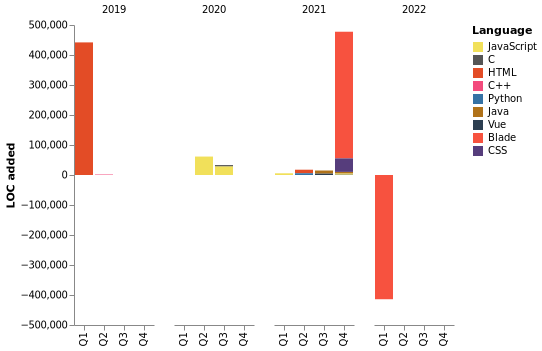 2019 2020 2021 2022
Language
JavaScript
C
HTML
C++
Python
Java
Vue
Blade
CSS
LOC added
500,000
400,000
300,000
200,000
100,000
0
−100,000
−200,000
−300,000
−400,000
−500,000
Q1 Q2 Q3 Q4 Q1 Q2 Q3 Q4 Q1 Q2 Q3 Q4 Q1 Q2 Q3 Q4